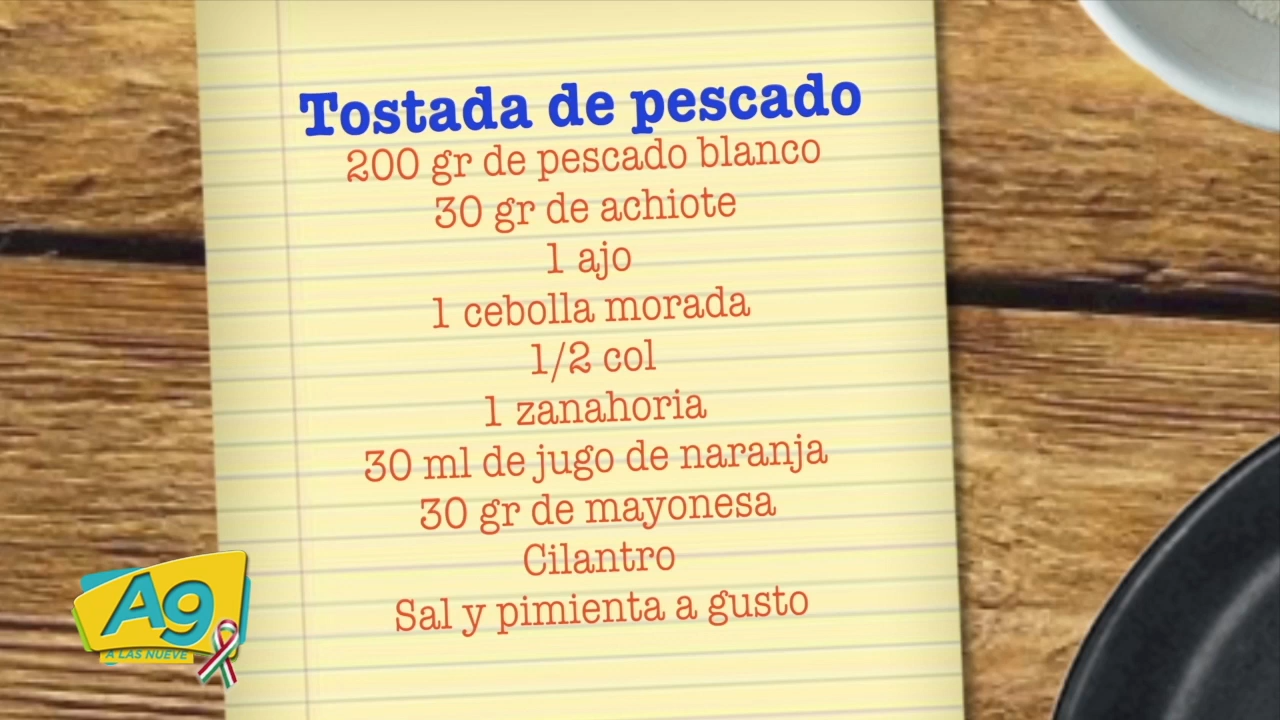 Tostada de pescado
200 gr de pescado blanco
30 gr de achiote
1 ajo
1 cebolla morada
1/2 col
1 zanahoria
30 ml de jugo de naranja
30 gr de mayonesa
Cilantro
Sal y pimienta a gusto
A9
A LAS NUEVE